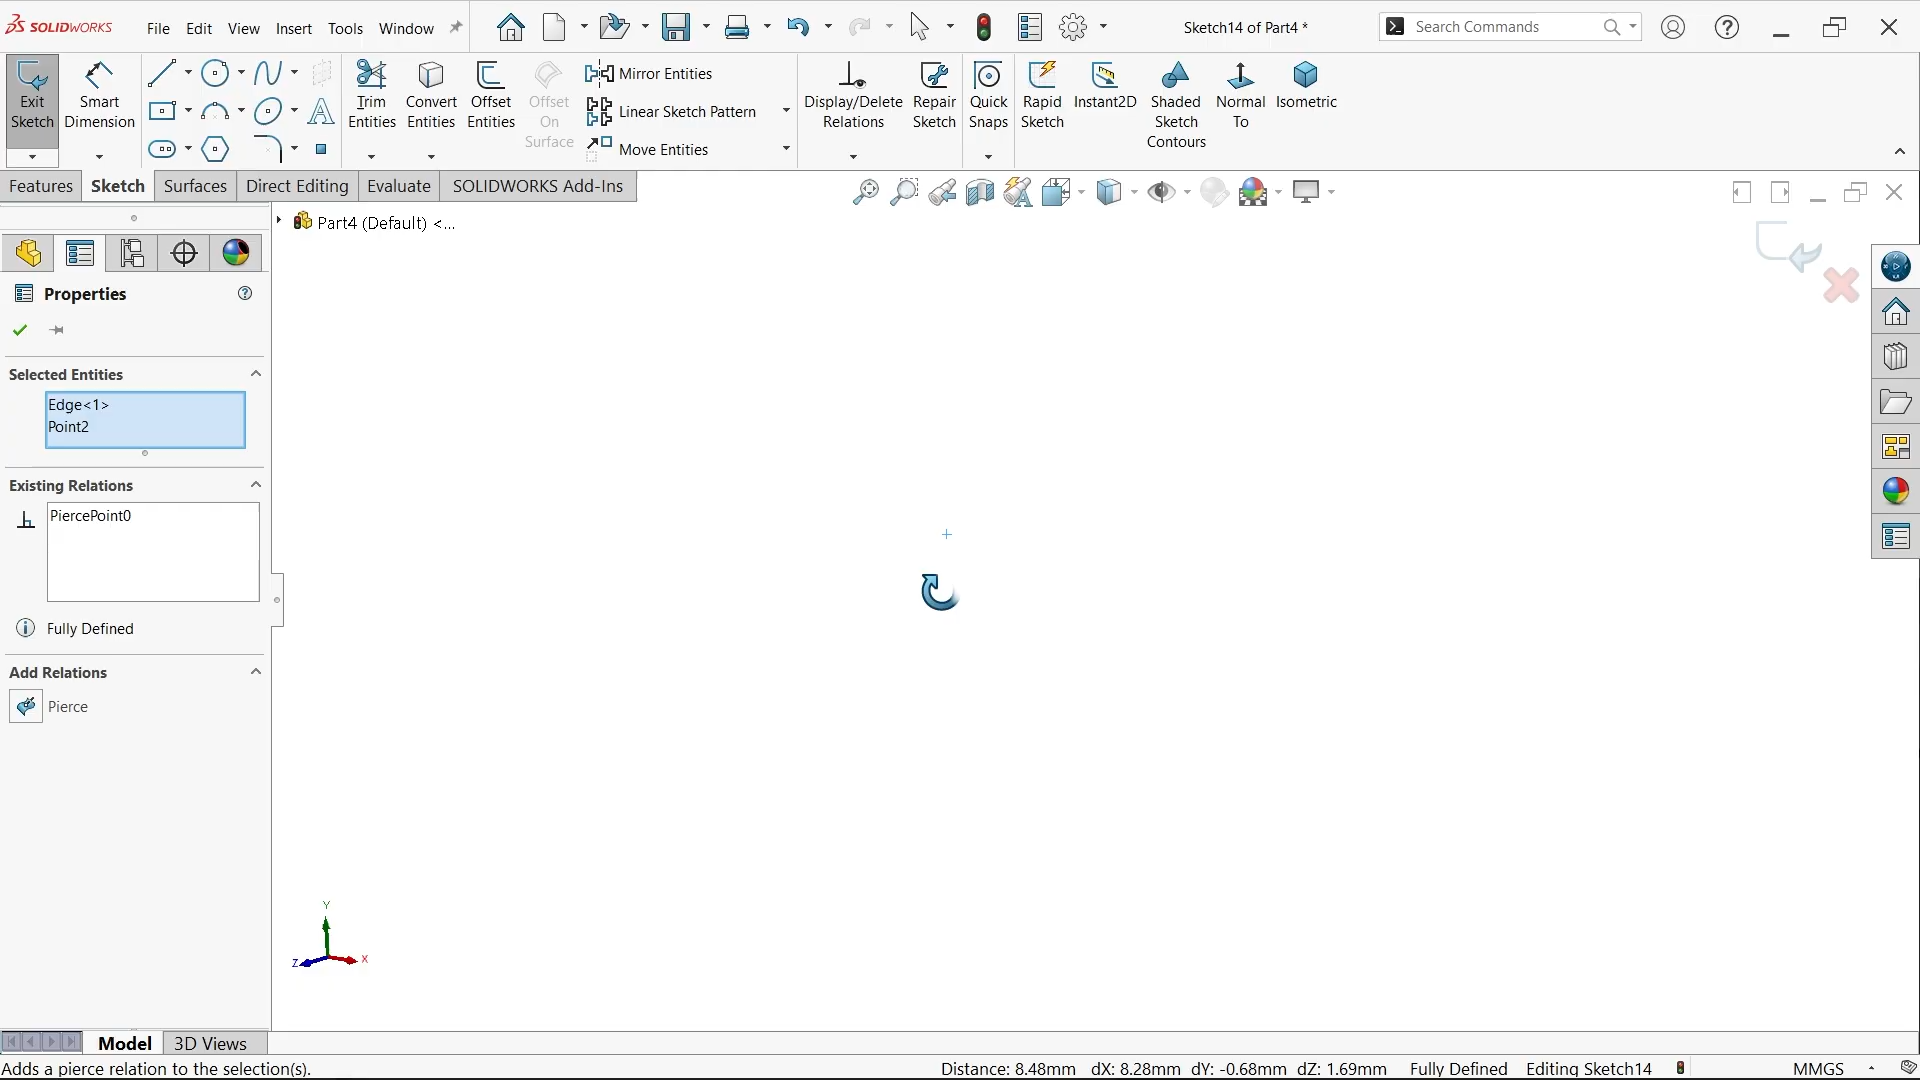 SOLIDWORKS File Edit View Insert Tools Window Sketch14 of Part4 * Search Commands
Exit Sketch
Smart Dimension
Trim Entities
Convert Entities
Offset Entities
Offset On Surface
Mirror Entities
Linear Sketch Pattern
Move Entities
Display/Delete Relations
Repair Sketch
Quick Snaps
Rapid Sketch
Instant2D
Shaded Sketch Contours
Normal To
Isometric
Features Sketch Surfaces Direct Editing Evaluate SOLIDWORKS Add-Ins
Part4 (Default) <...
Properties
Selected Entities
Edge<1>
Point2
Existing Relations
PiercePoint0
Fully Defined
Add Relations
Pierce
Y
Z X
Model 3D Views
Adds a pierce relation to the selection(s). Distance: 8.48mm dX: 8.28mm dY: -0.68mm dZ: 1.69mm Fully Defined Editing Sketch14 MMGS